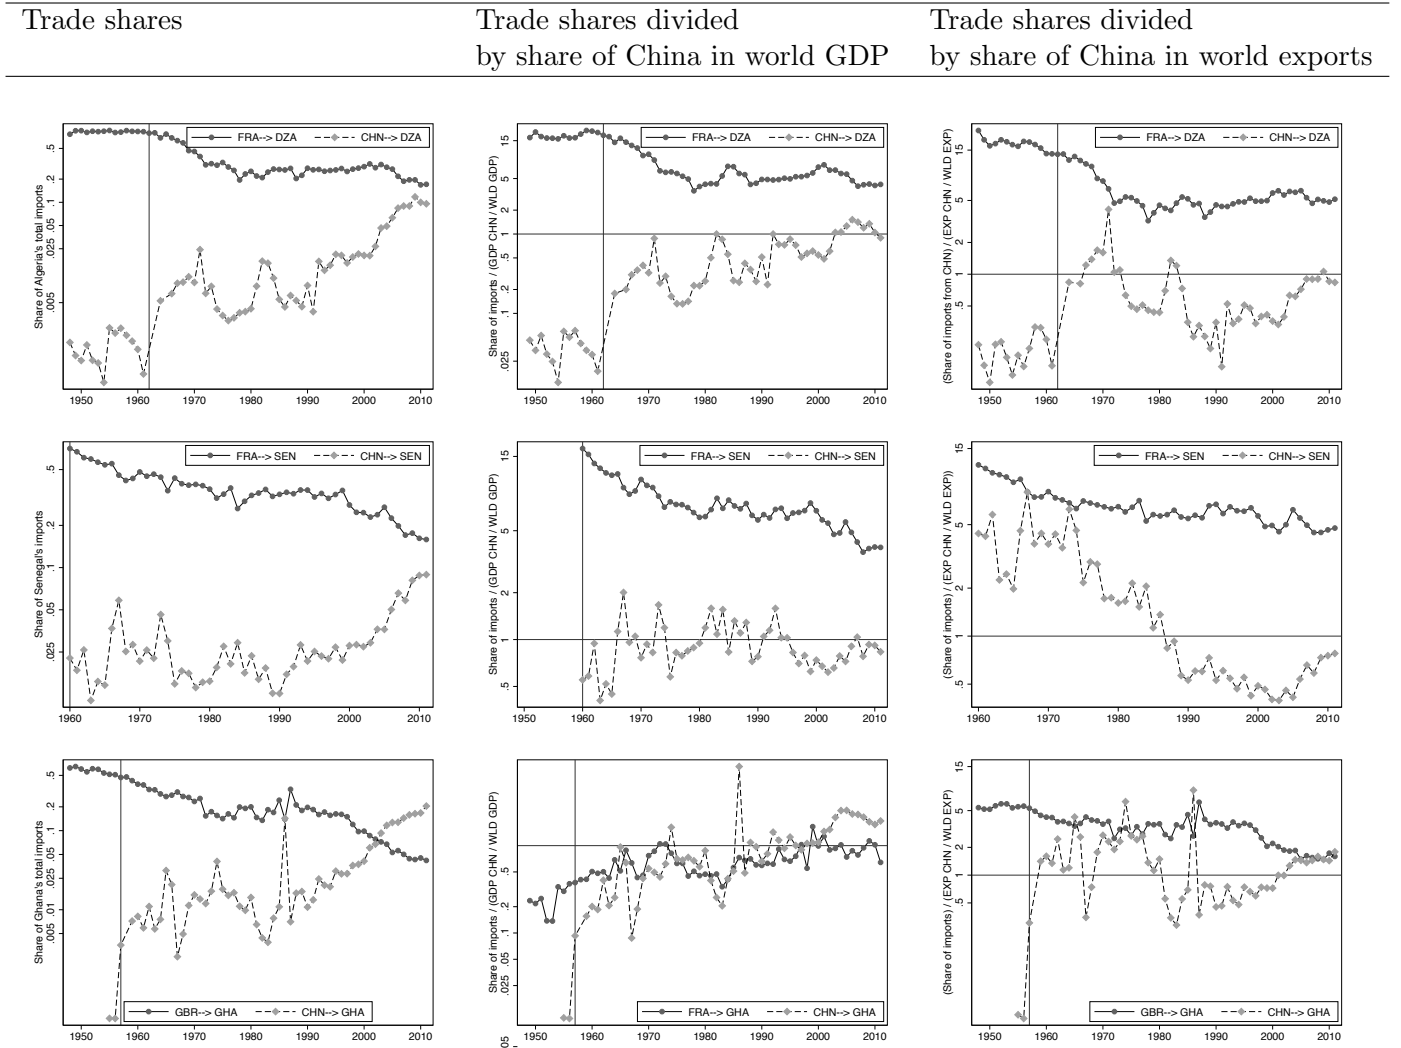 Trade shares
Trade shares divided
by share of China in world GDP
Trade shares divided
by share of China in world exports
Share of Algeria's total imports
.5
.2
.1
.05
.025
.005
FRA--> DZA CHN--> DZA
1950 1960 1970 1980 1990 2000 2010
Share of imports / (GDP CHN / WLD GDP)
15
5
2
1
.5
.2
.1
.025
FRA--> DZA CHN--> DZA
1950 1960 1970 1980 1990 2000 2010
(Share of imports from CHN) / (EXP CHN / WLD EXP)
15
5
2
1
.5
FRA--> DZA CHN--> DZA
1950 1960 1970 1980 1990 2000 2010
Share of Senegal's imports
.5
.2
.1
.05
.025
FRA--> SEN CHN--> SEN
1960 1970 1980 1990 2000 2010
Share of imports / (GDP CHN / WLD GDP)
15
5
2
1
.5
FRA--> SEN CHN--> SEN
1950 1960 1970 1980 1990 2000 2010
(Share of imports) / (EXP CHN / WLD EXP))
15
5
2
1
.5
FRA--> SEN CHN--> SEN
1960 1970 1980 1990 2000 2010
Share of Ghana's total imports
.5
.2
.1
.05
.025
.01
.005
GBR--> GHA CHN--> GHA
1950 1960 1970 1980 1990 2000 2010
Share of imports / (GDP CHN / WLD GDP)
.5
.2
.1
.05
.025
.05
FRA--> GHA CHN--> GHA
1950 1960 1970 1980 1990 2000 2010
(Share of imports) / (EXP CHN / WLD EXP)
15
5
2
1
.5
GBR--> GHA CHN--> GHA
1950 1960 1970 1980 1990 2000 2010